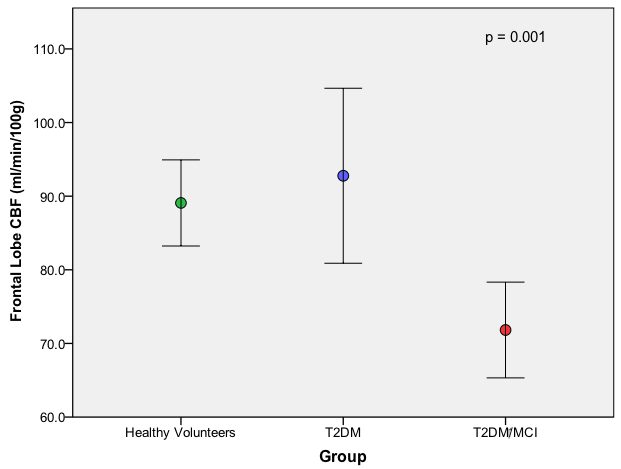 p = 0.001
110.0
100.0
90.0
80.0
70.0
60.0
Frontal Lobe CBF (ml/min/100g)
Healthy Volunteers
T2DM
T2DM/MCI
Group